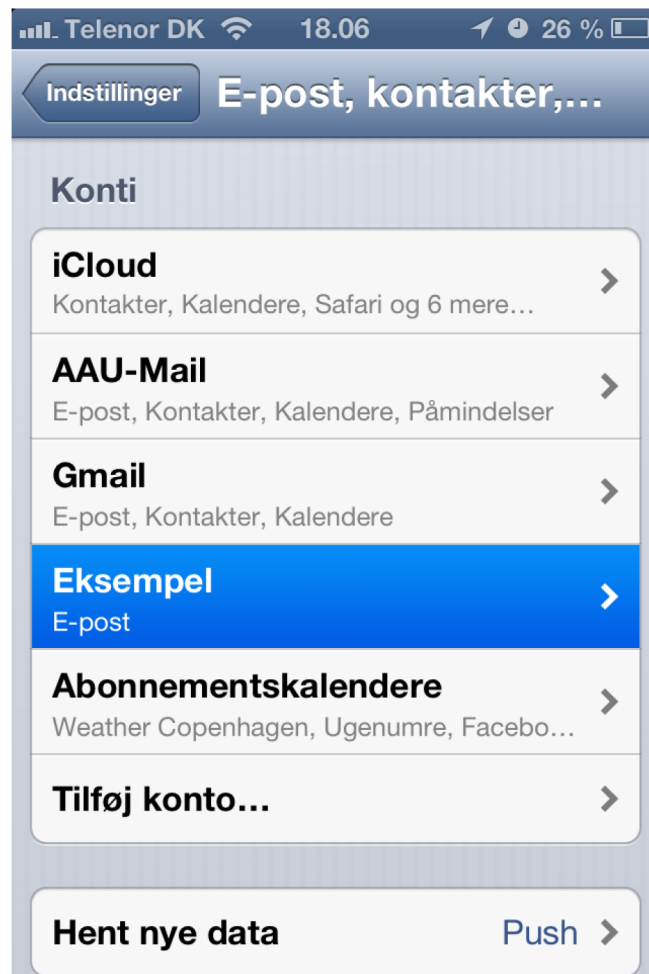 Telenor DK 18.06 26 %
Indstillinger E-post, kontakter,...
Konti
iCloud
Kontakter, Kalendere, Safari og 6 mere...
AAU-Mail
E-post, Kontakter, Kalendere, Påmindelser
Gmail
E-post, Kontakter, Kalendere
Eksempel
E-post
Abonnementskalendere
Weather Copenhagen, Ugenumre, Facebo...
Tilføj konto...
Hent nye data Push